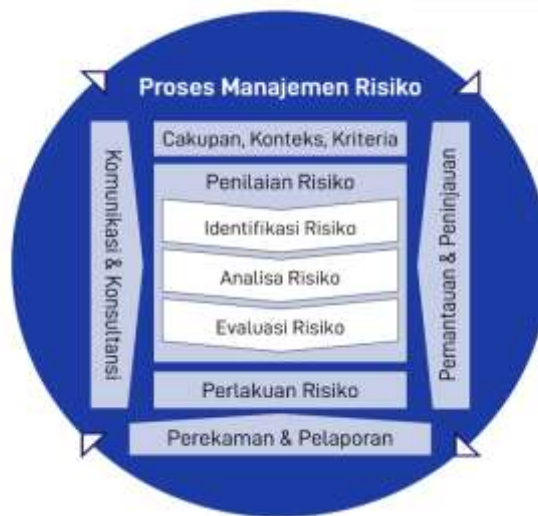 Proses Manajemen Risiko
Cakupan, Konteks, Kriteria
Komunikasi & Konsultansi
Penilaian Risiko
Identifikasi Risiko
Analisa Risiko
Evaluasi Risiko
Pemantauan & Peninjauan
Perlakuan Risiko
Perekaman & Pelaporan